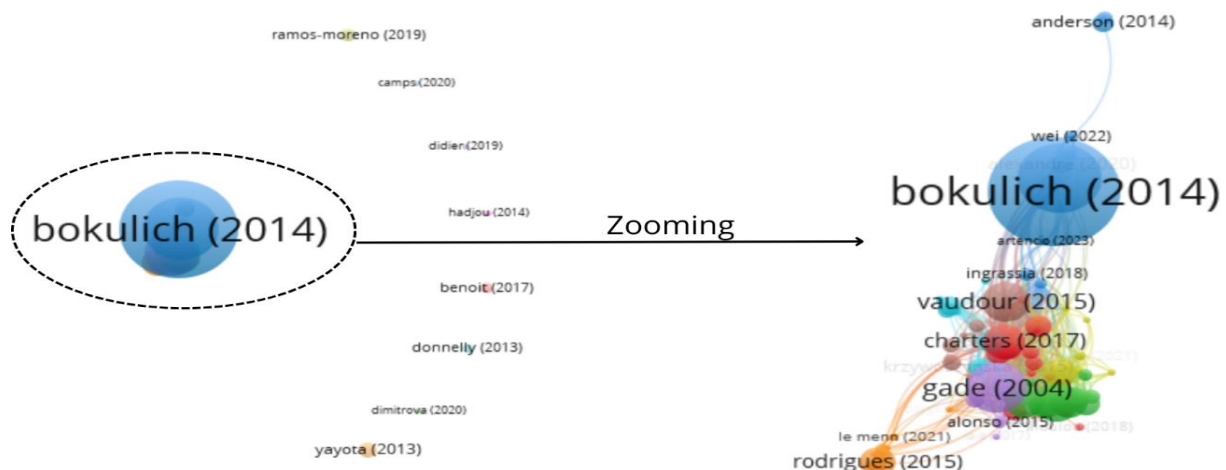 ramos-moreno (2019)
camps (2020)
didier (2019)
hadjou (2014)
bokulich (2014)
benoit (2017)
donnelly (2013)
dimitrova (2020)
yayota (2013)
Zooming
anderson (2014)
wei (2022)
bokulich (2014)
artencio (2023)
ingrassia (2018)
vaudour (2015)
charters (2017)
gade (2004)
alonso (2015)
le menn (2021)
rodrigues (2015)